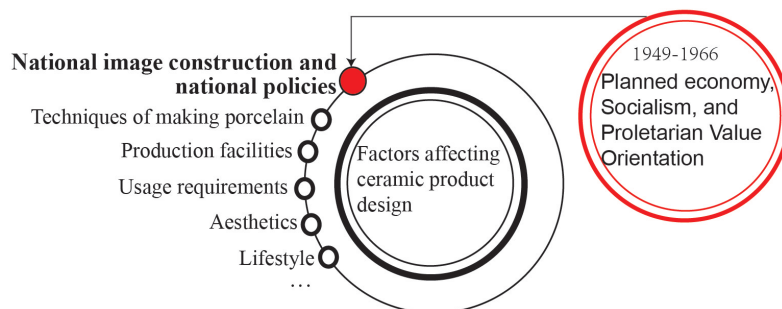 National image construction and
national policies
Techniques of making porcelain
Production facilities
Usage requirements
Aesthetics
Lifestyle
...
Factors affecting
ceramic product
design
1949-1966
Planned economy,
Socialism, and
Proletarian Value
Orientation